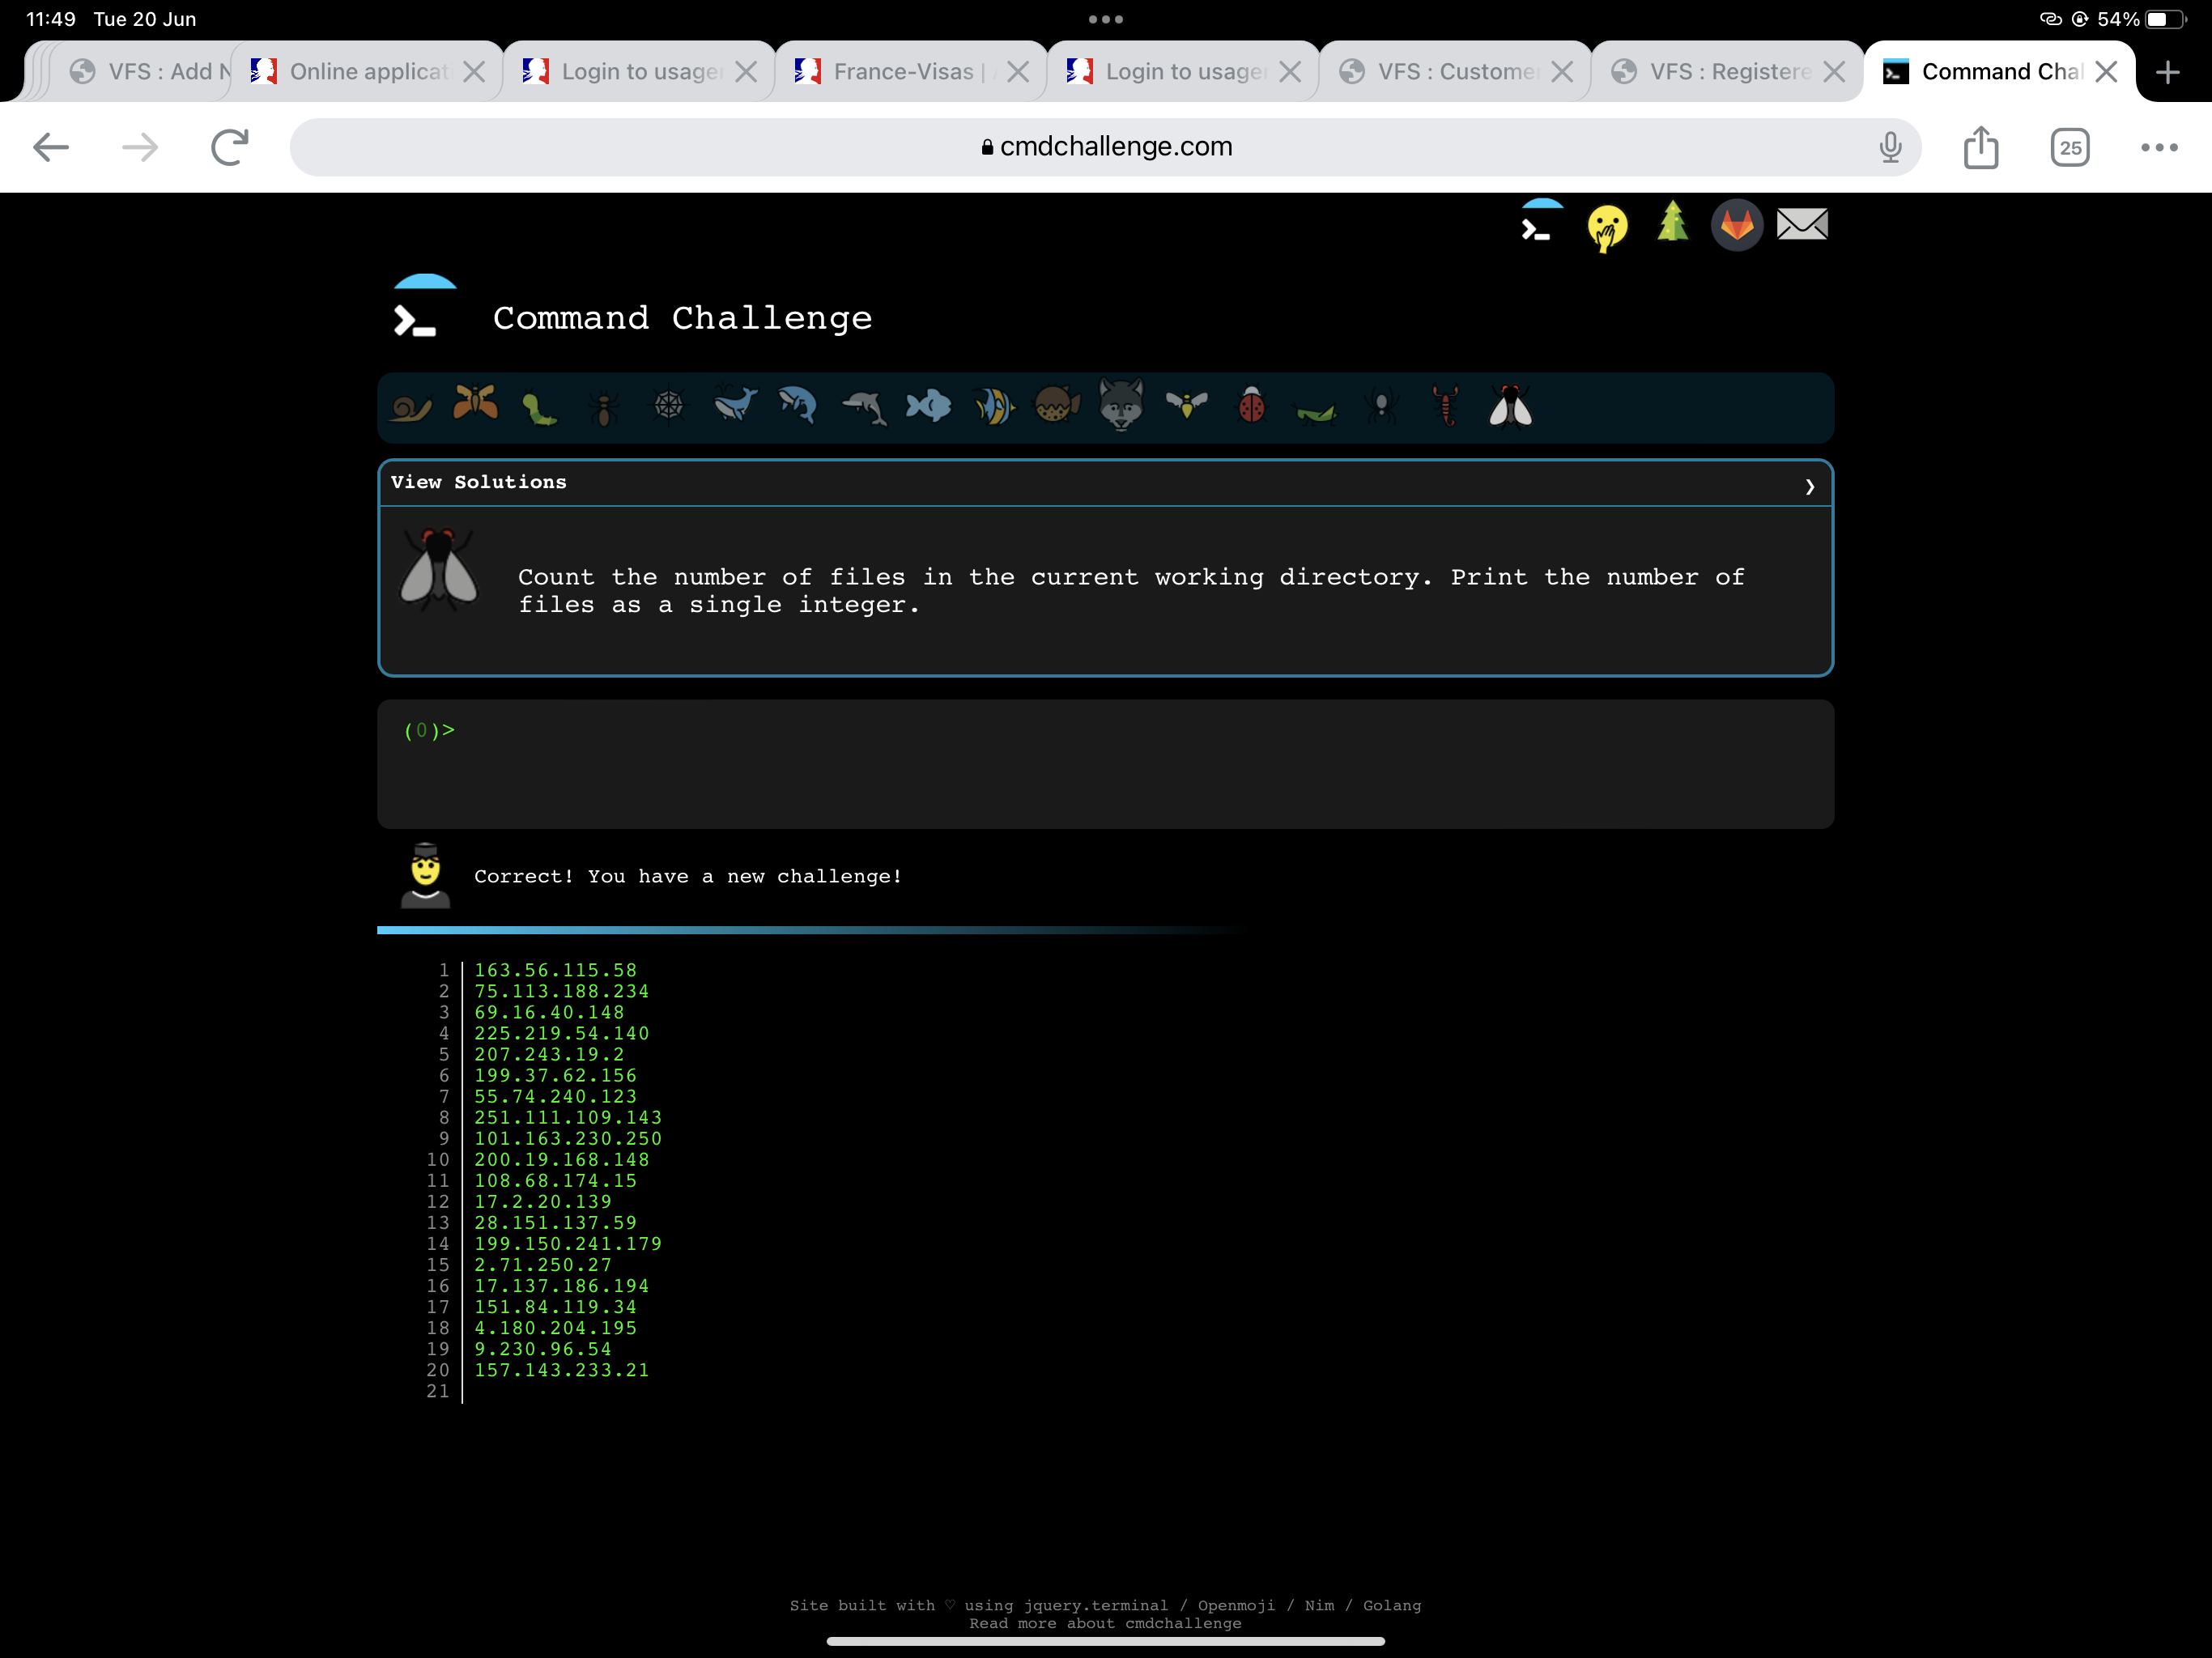 11:49 Tue 20 Jun
54%
VFS : Add N
Online applicat
Login to usager
France-Visas |
Login to usager
VFS : Custome
VFS : Registere
Command Chal
cmdchallenge.com
25
Command Challenge
View Solutions
Count the number of files in the current working directory. Print the number of
files as a single integer.
(0)>
Correct! You have a new challenge!
1 163.56.115.58
2 75.113.188.234
3 69.16.40.148
4 225.219.54.140
5 207.243.19.2
6 199.37.62.156
7 55.74.240.123
8 251.111.109.143
9 101.163.230.250
10 200.19.168.148
11 108.68.174.15
12 17.2.20.139
13 28.151.137.59
14 199.150.241.179
15 2.71.250.27
16 17.137.186.194
17 151.84.119.34
18 4.180.204.195
19 9.230.96.54
20 157.143.233.21
21
Site built with ♡ using jquery.terminal / Openmoji / Nim / Golang
Read more about cmdchallenge